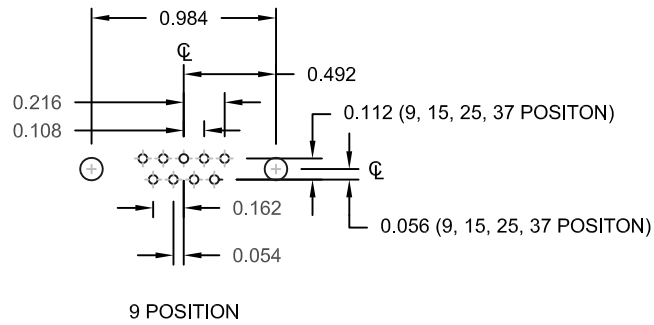 0.984
℄
0.492
0.216
0.112 (9, 15, 25, 37 POSITON)
0.108
℄
0.162
0.056 (9, 15, 25, 37 POSITON)
0.054
9 POSITION